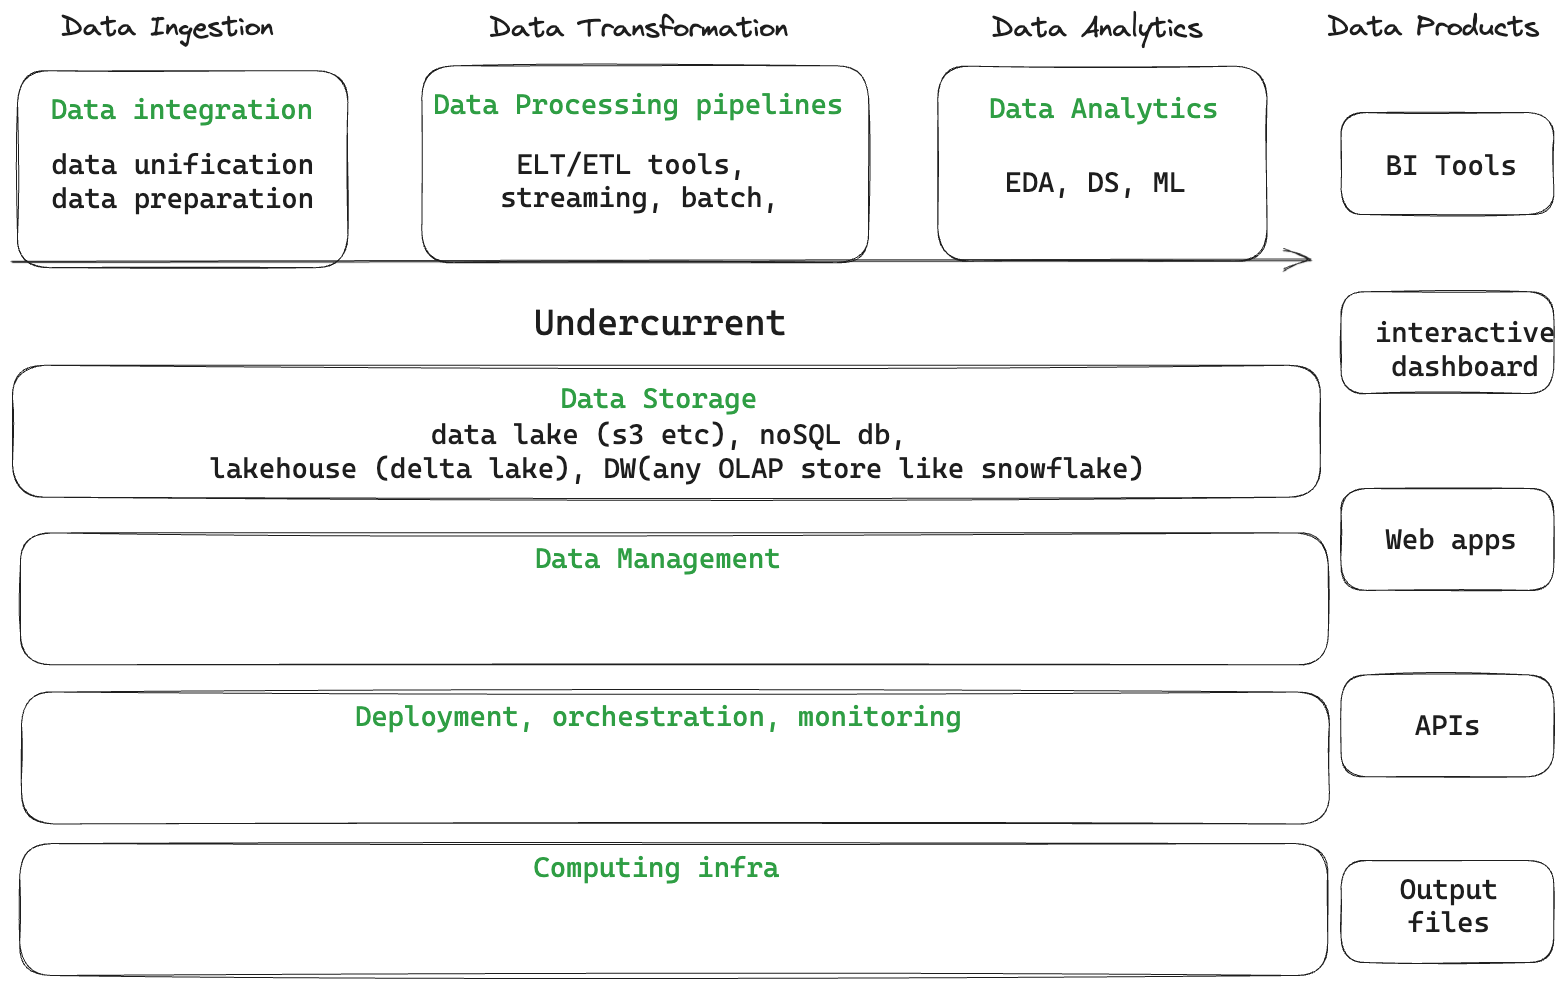 Data Ingestion
Data Transformation
Data Analytics
Data Products
Data integration
data unification
data preparation
Data Processing pipelines
ELT/ETL tools,
streaming, batch,
Data Analytics
EDA, DS, ML
BI Tools
Undercurrent
interactive
dashboard
Data Storage
data lake (s3 etc), noSQL db,
lakehouse (delta lake), DW(any OLAP store like snowflake)
Data Management
Web apps
Deployment, orchestration, monitoring
APIs
Computing infra
Output
files